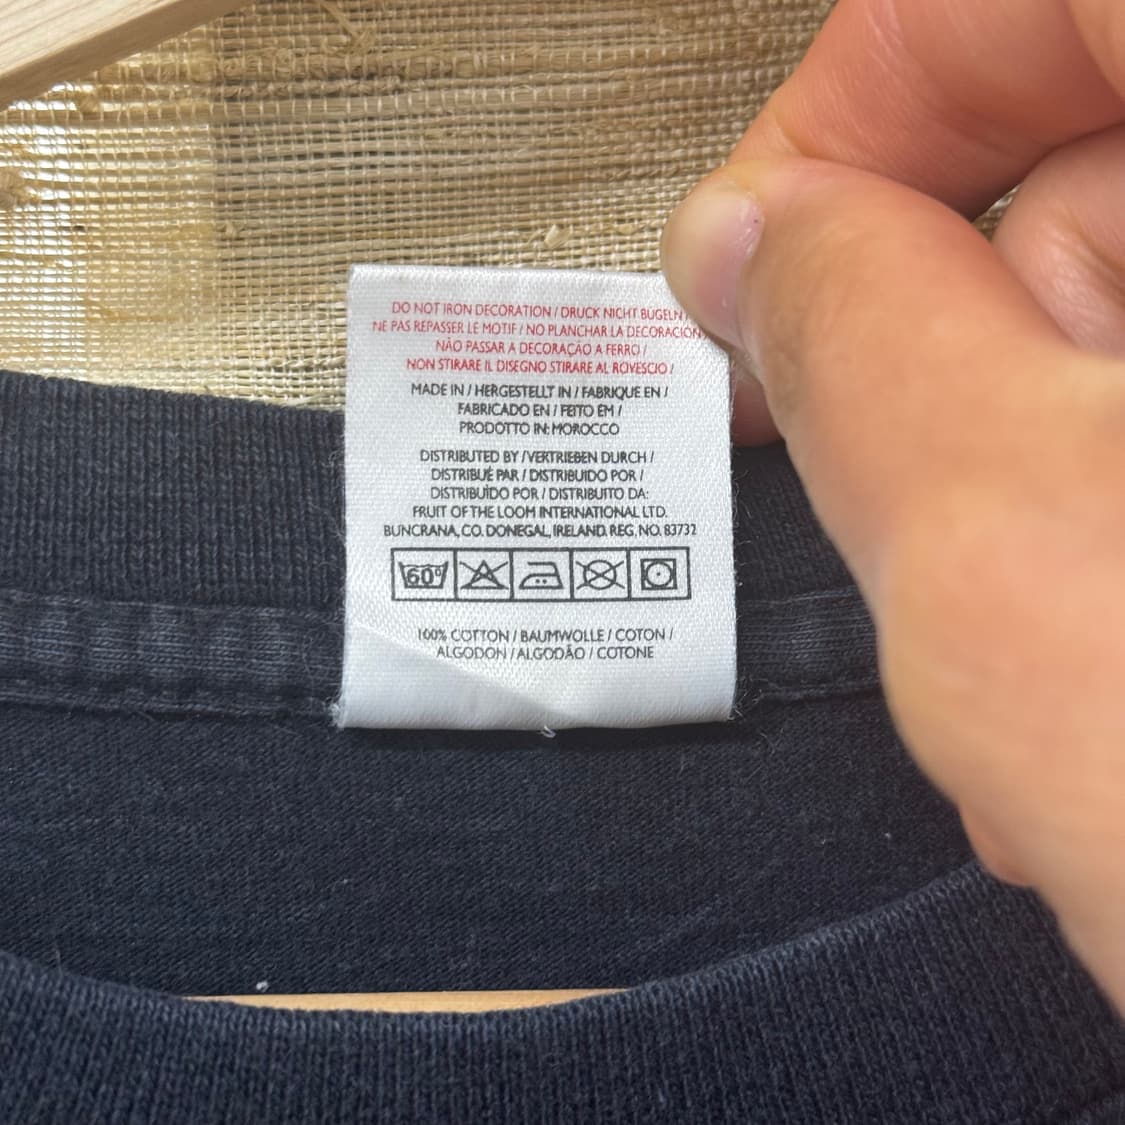 DO NOT IRON DECORATION / DRUCK NICHT BÜGELN /
NE PAS REPASSER LE MOTIF / NO PLANCHAR LA DECORACIÓN
NÃO PASSAR A DECORAÇÃO A FERRO /
NON STIRARE IL DISEGNO STIRARE AL ROVESCIO /
MADE IN / HERGESTELLT IN / FABRIQUE EN /
FABRICADO EN / FEITO EM /
PRODOTTO IN: MOROCCO
DISTRIBUTED BY / VERTRIEBEN DURCH /
DISTRIBUÉ PAR / DISTRIBUIDO POR /
DISTRIBUÌDO POR / DISTRIBUITO DA:
FRUIT OF THE LOOM INTERNATIONAL LTD.
BUNCRANA, CO. DONEGAL, IRELAND. REG. NO. 83732
60°
100% COTTON / BAUMWOLLE / COTON /
ALGODON / ALGODÃO / COTONE